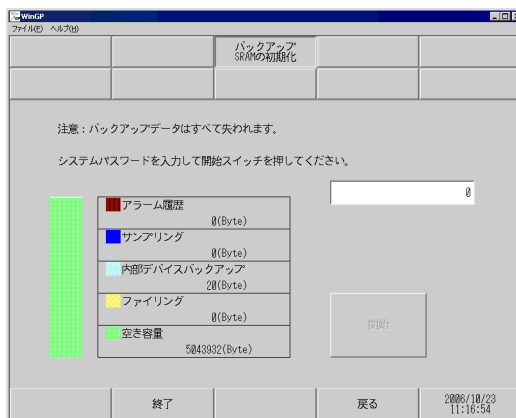 WinGP
ファイル(F) ヘルプ(H)
バックアップ
SRAMの初期化
注意：バックアップデータはすべて失われます。
システムパスワードを入力して開始スイッチを押してください。
0
アラーム履歴
0(Byte)
サンプリング
0(Byte)
内部デバイスバックアップ
20(Byte)
ファイリング
0(Byte)
空き容量
5043932(Byte)
開始
終了
戻る
2006/10/23
11:16:54